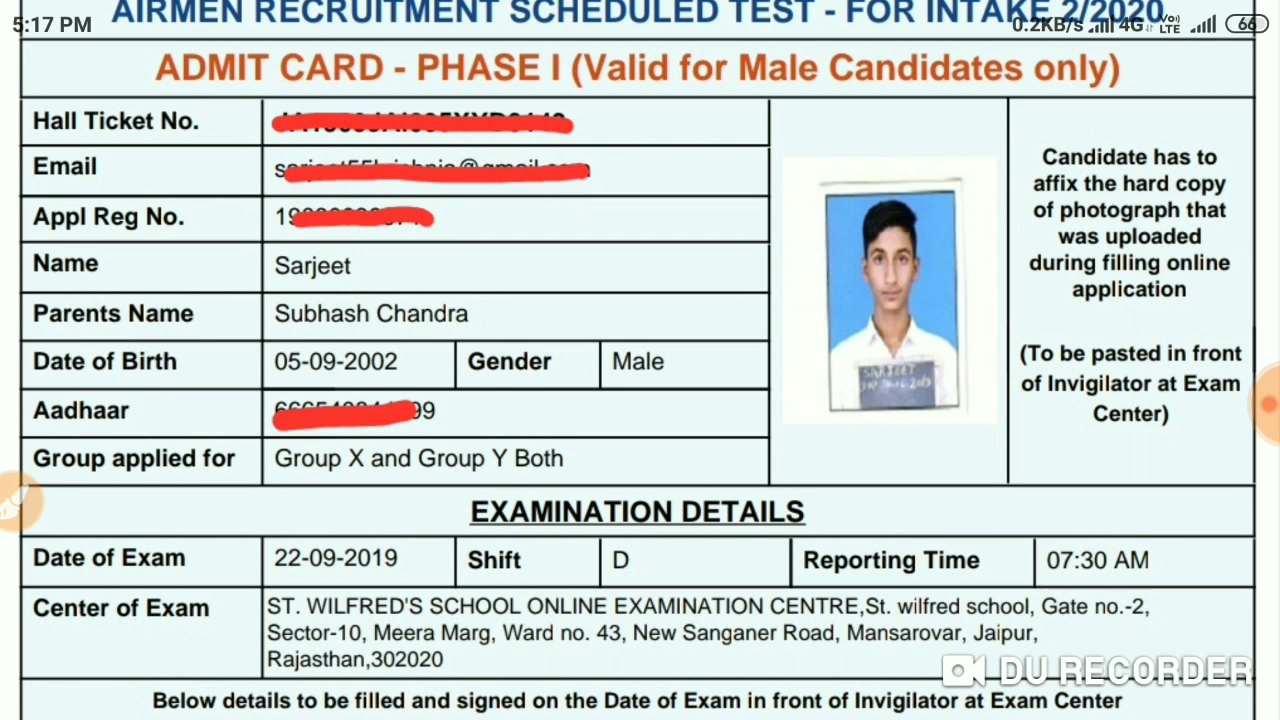 AIRMEN RECRUITMENT SCHEDULED TEST - FOR INTAKE 2/2020
5:17 PM
0.2KB/s 4G Vo) LTE 66
ADMIT CARD - PHASE I (Valid for Male Candidates only)
Hall Ticket No.
Email
Appl Reg No.
Name Sarjeet
Parents Name Subhash Chandra
Date of Birth 05-09-2002 Gender Male
Aadhaar
Group applied for Group X and Group Y Both
SARJEET
Candidate has to
affix the hard copy
of photograph that
was uploaded
during filling online
application
(To be pasted in front
of Invigilator at Exam
Center)
EXAMINATION DETAILS
Date of Exam 22-09-2019 Shift D Reporting Time 07:30 AM
Center of Exam ST. WILFRED'S SCHOOL ONLINE EXAMINATION CENTRE,St. wilfred school, Gate no.-2,
Sector-10, Meera Marg, Ward no. 43, New Sanganer Road, Mansarovar, Jaipur,
Rajasthan,302020
DU RECORDER
Below details to be filled and signed on the Date of Exam in front of Invigilator at Exam Center